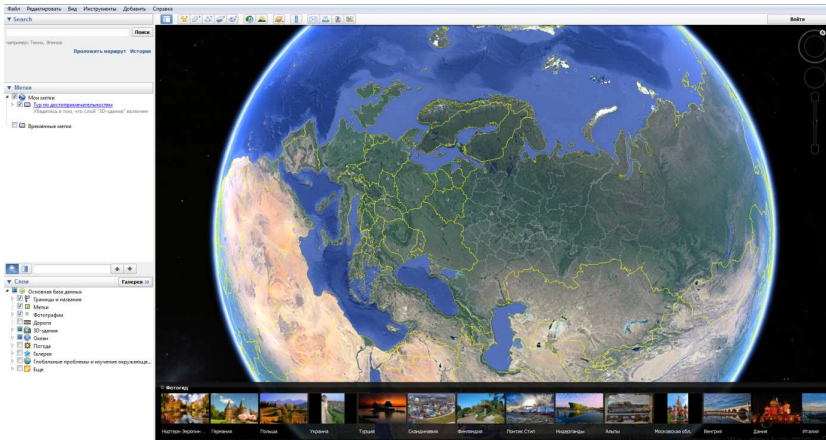 Файл Редактировать Вид Инструменты Добавить Справка
Search
Войти
Поиск
например: Токио, Япония
Проложить маршрут История
Метки
Мои метки
Тур по достопримечательностям
Убедитесь в том, что слой "3D-здания" включен
Временные метки
Слои
Галерея >>
Основная база данных
Границы и названия
Метки
Фотографии
Дороги
3D-здания
Океан
Погода
Галерея
Глобальные проблемы и изучение окружающе...
Еще
Фотогид
Германия Польша Украина Турция Скандинавия Финляндия Понтик Стип Нидерланды Альпы Московская обл. Венгрия Дания Италия